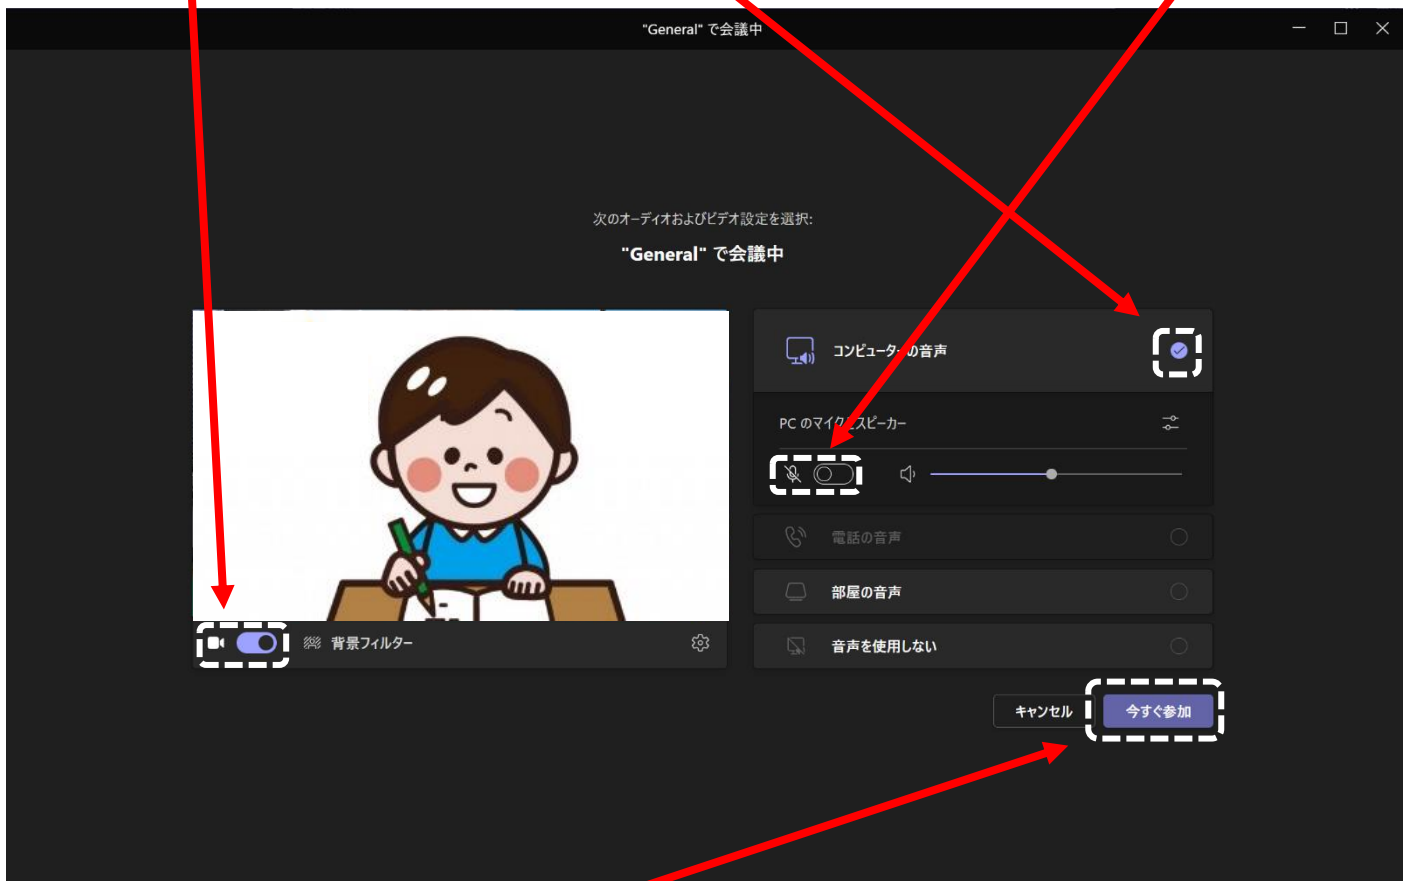 "General" で会議中
次のオーディオおよびビデオ設定を選択:
"General" で会議中
コンピューターの音声
PC のマイクとスピーカー
電話の音声
部屋の音声
背景フィルター
音声を使用しない
キャンセル
今すぐ参加